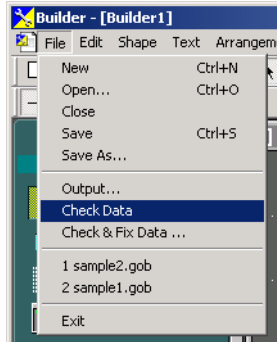 Builder - [Builder1]
File Edit Shape Text Arrangem
New Ctrl+N
Open... Ctrl+O
Close
Save Ctrl+S
Save As...
Output...
Check Data
Check & Fix Data ...
1 sample2.gob
2 sample1.gob
Exit